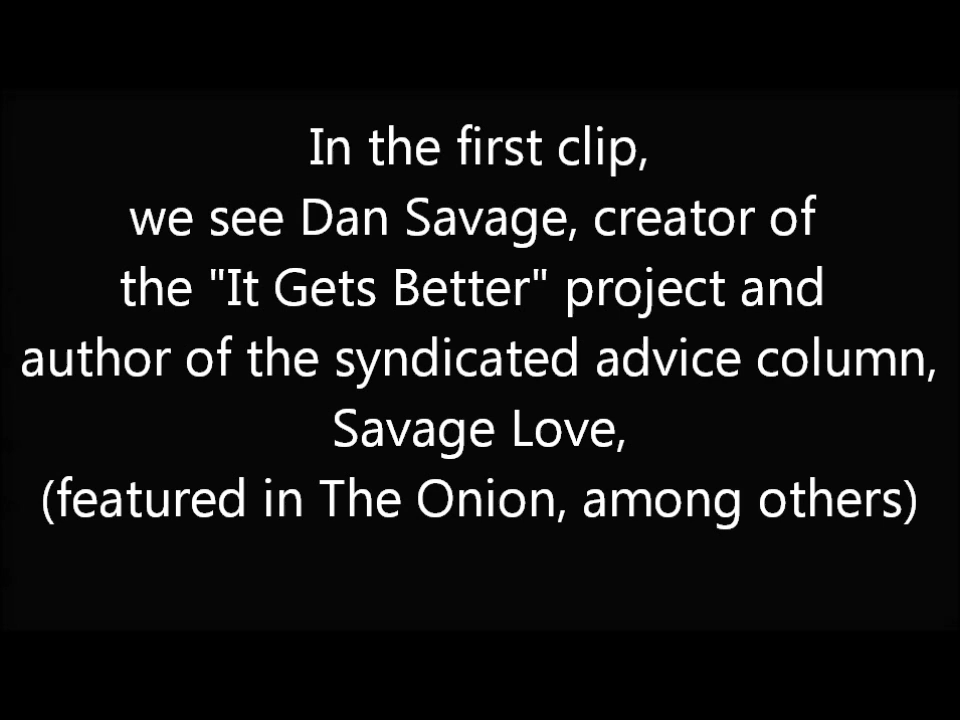 In the first clip,
we see Dan Savage, creator of
the "It Gets Better" project and
author of the syndicated advice column,
Savage Love,
(featured in The Onion, among others)